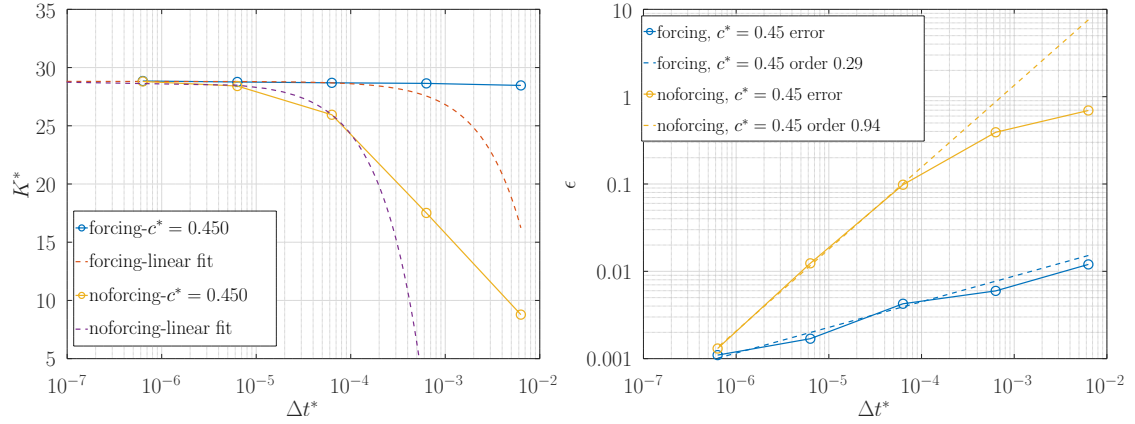 35
30
25
20
15
10
5
K*
forcing-c* = 0.450
forcing-linear fit
noforcing-c* = 0.450
noforcing-linear fit
10⁻⁷ 10⁻⁶ 10⁻⁵ 10⁻⁴ 10⁻³ 10⁻²
Δt*
10
1
0.1
0.01
0.001
ϵ
forcing, c* = 0.45 error
forcing, c* = 0.45 order 0.29
noforcing, c* = 0.45 error
noforcing, c* = 0.45 order 0.94
10⁻⁷ 10⁻⁶ 10⁻⁵ 10⁻⁴ 10⁻³ 10⁻²
Δt*